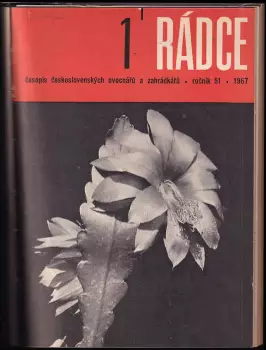 1 RÁDCE
časopis československých ovocnářů a zahrádkářů • ročník 51 • 1967